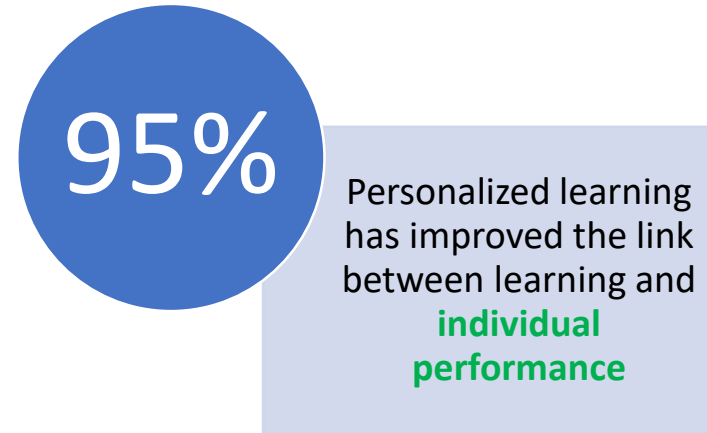 95%
Personalized learning
has improved the link
between learning and
individual
performance